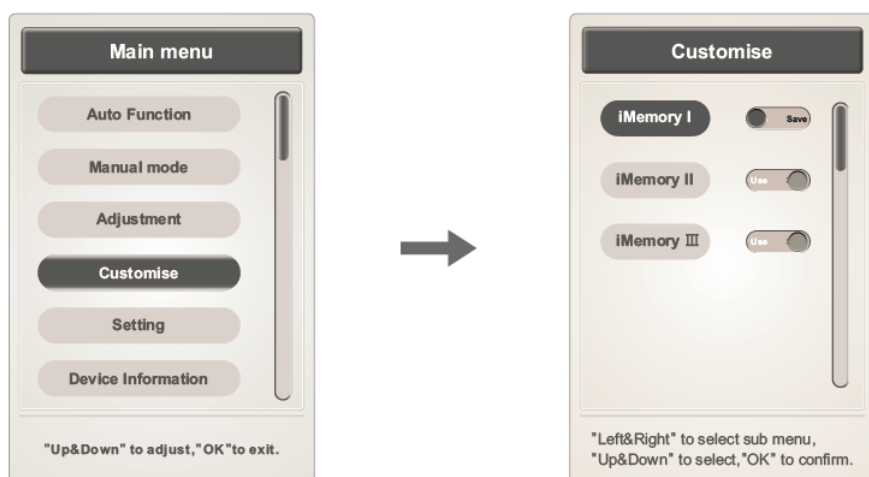 Main menu
Auto Function
Manual mode
Adjustment
Customise
Setting
Device Information
"Up&Down" to adjust,"OK"to exit.
Customise
iMemory I
Save
iMemory II
Use
iMemory III
Use
"Left&Right" to select sub menu,
"Up&Down" to select,"OK" to confirm.